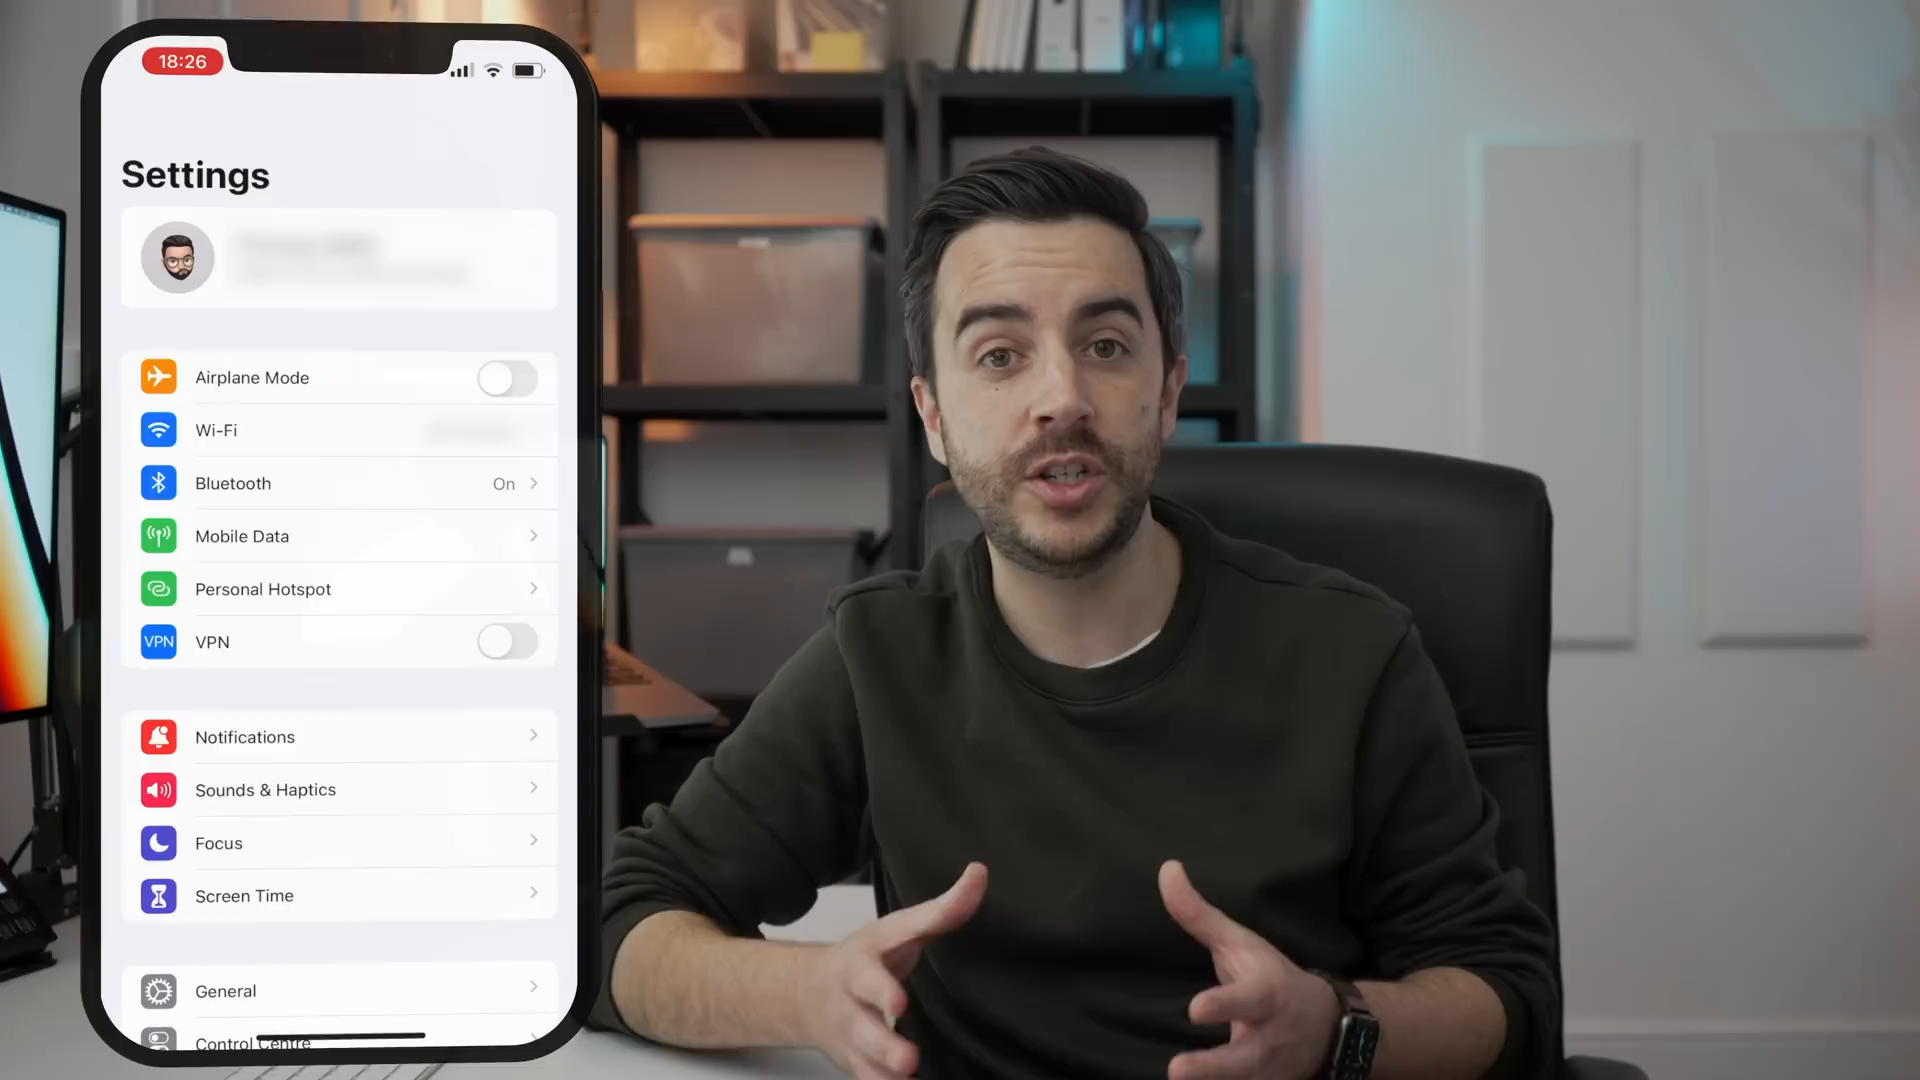 18:26
Settings
Airplane Mode
Wi-Fi
Bluetooth On
Mobile Data
Personal Hotspot
VPN VPN
Notifications
Sounds & Haptics
Focus
Screen Time
General
Control Centre